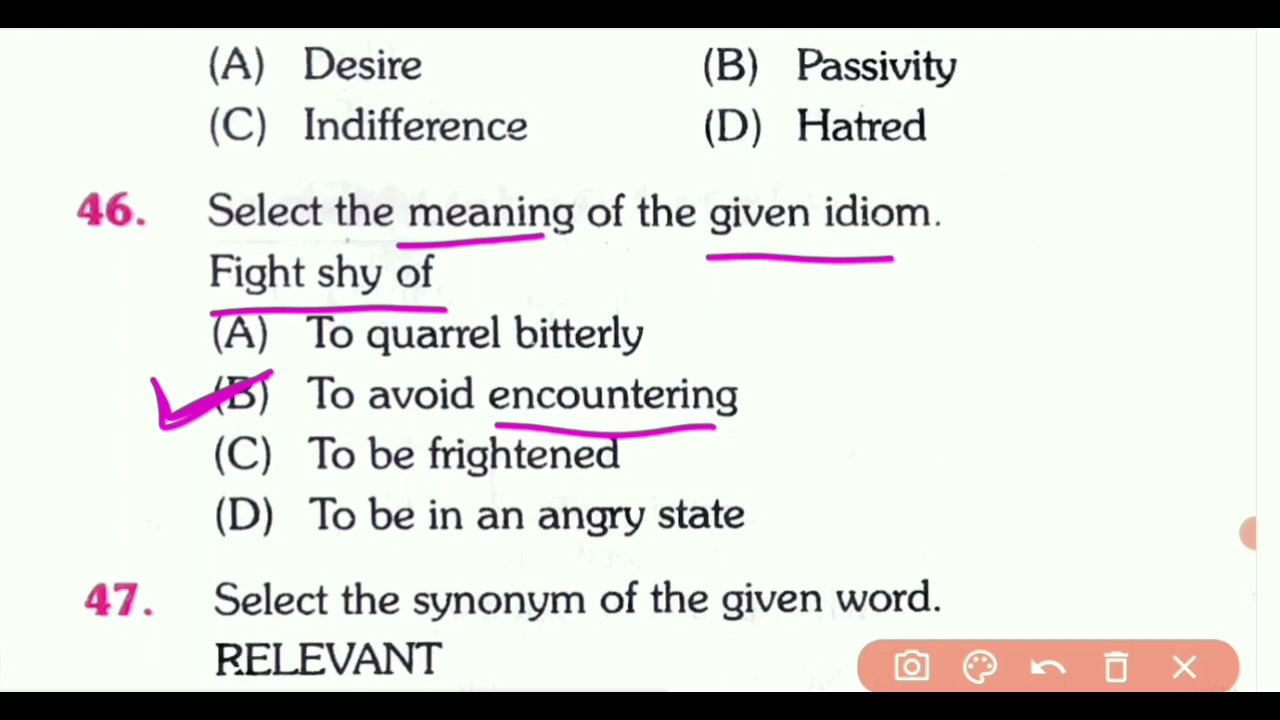 (A) Desire (B) Passivity
(C) Indifference (D) Hatred
46. Select the meaning of the given idiom.
Fight shy of
(A) To quarrel bitterly
(B) To avoid encountering
(C) To be frightened
(D) To be in an angry state
47. Select the synonym of the given word.
RELEVANT